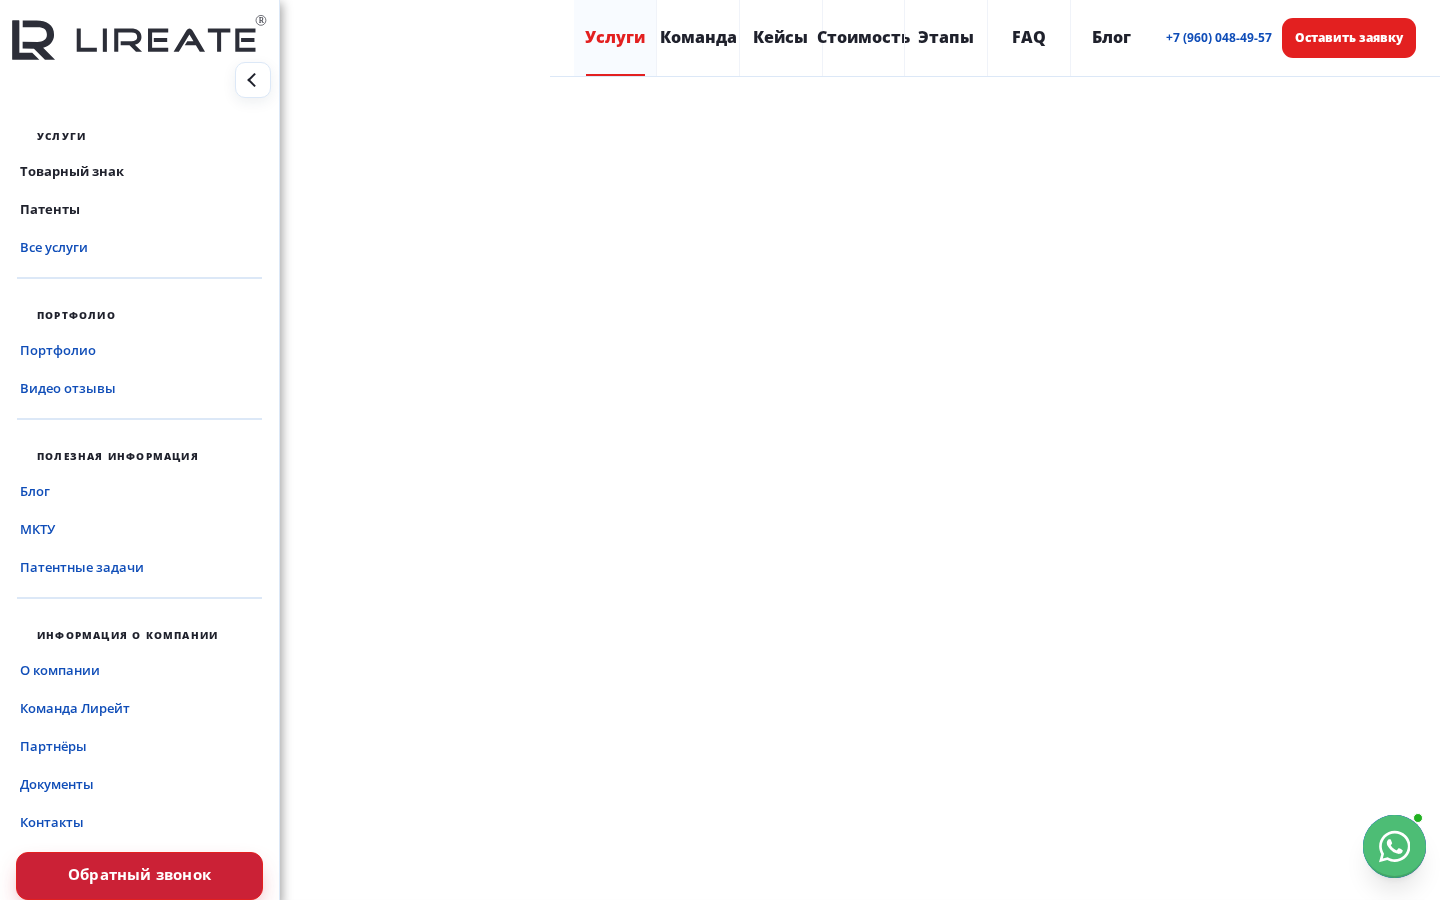 LIREATE®
Услуги
Команда
Кейсы
Стоимость
Этапы
FAQ
Блог
+7 (960) 048-49-57
Оставить заявку
УСЛУГИ
Товарный знак
Патенты
Все услуги
ПОРТФОЛИО
Портфолио
Видео отзывы
ПОЛЕЗНАЯ ИНФОРМАЦИЯ
Блог
МКТУ
Патентные задачи
ИНФОРМАЦИЯ О КОМПАНИИ
О компании
Команда Лирейт
Партнёры
Документы
Контакты
Обратный звонок